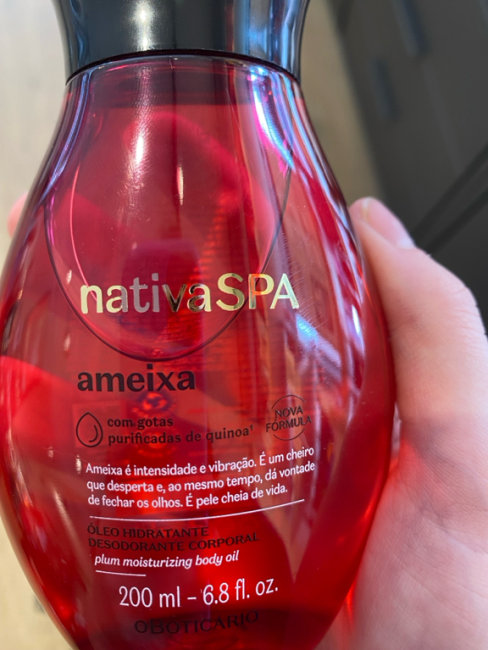 nativaSPA
ameixa
com gotas
purificadas de quinoa¹
NOVA
FÓRMULA
Ameixa é intensidade e vibração. É um cheiro
que desperta e, ao mesmo tempo, dá vontade
de fechar os olhos. É pele cheia de vida.
ÓLEO HIDRATANTE
DESODORANTE CORPORAL
plum moisturizing body oil
200 ml – 6.8 fl. oz.
OBOTICÁRIO